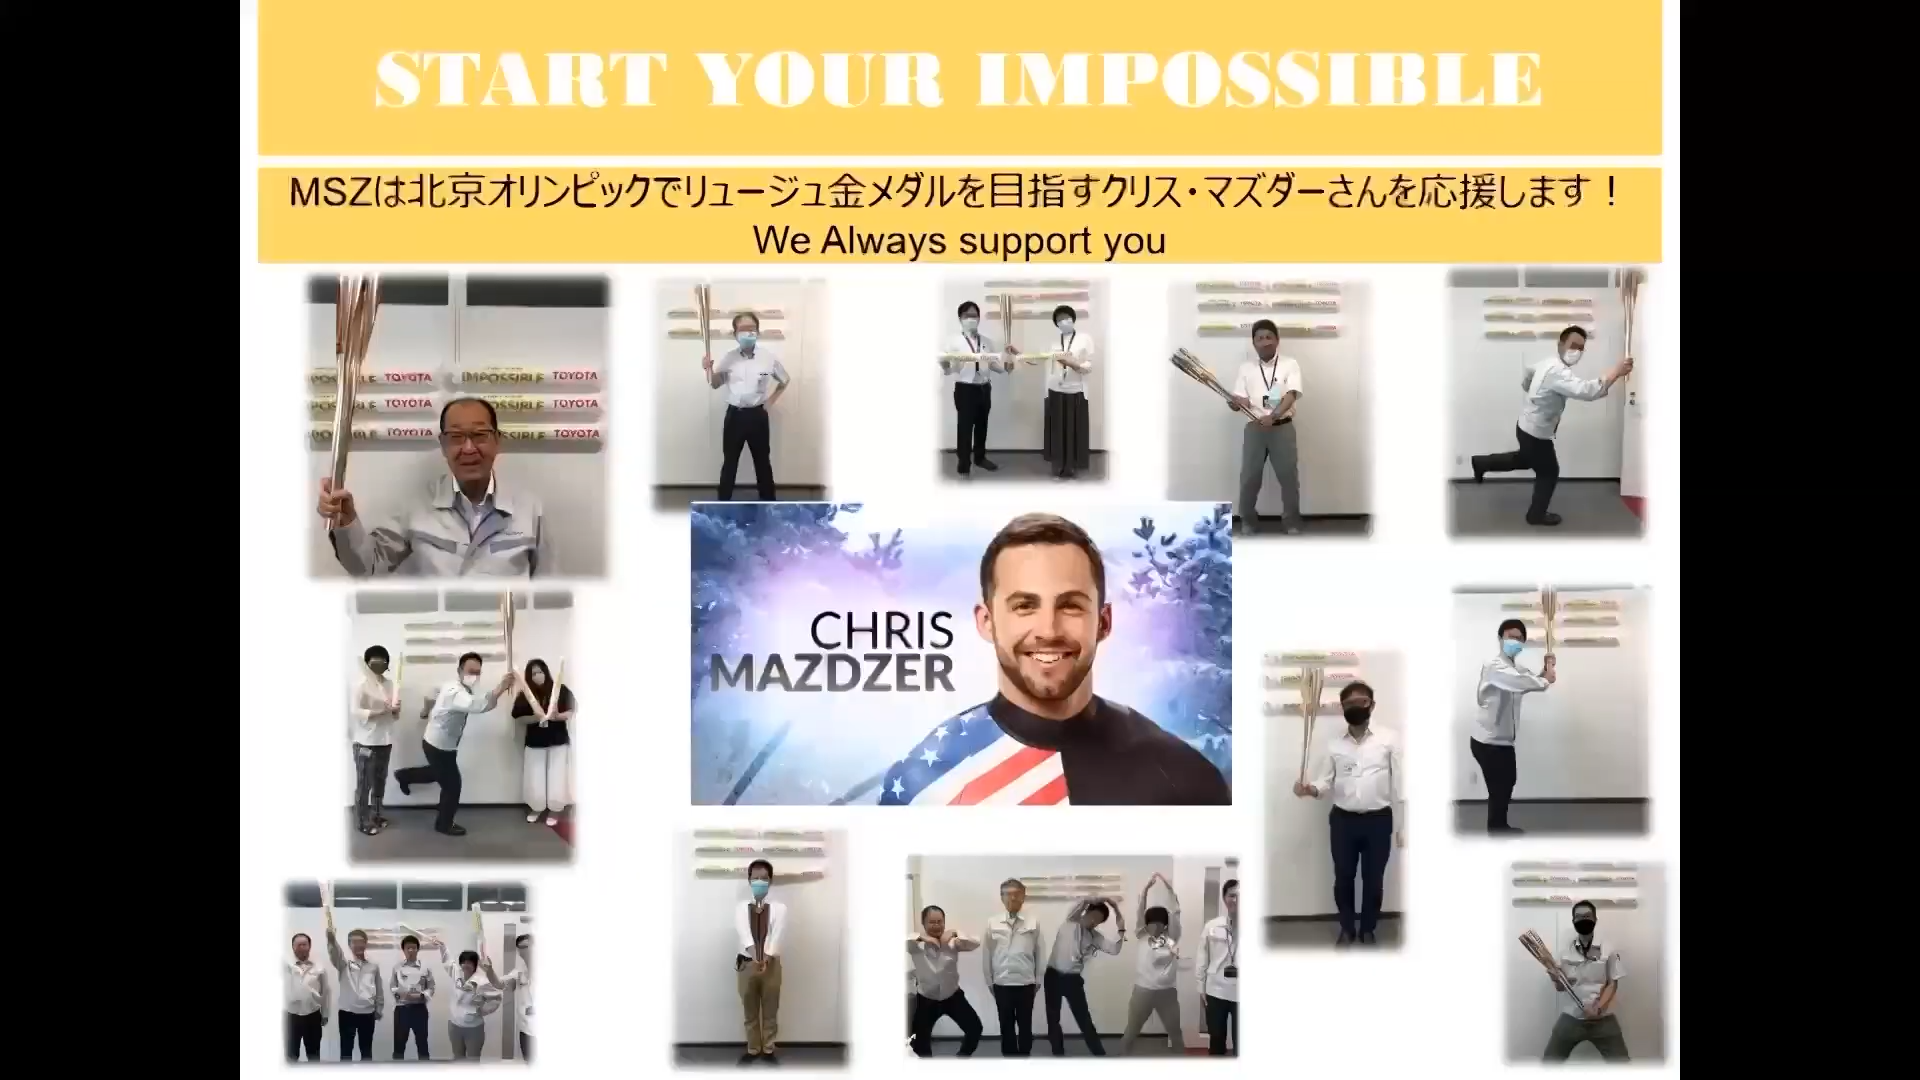 START YOUR IMPOSSIBLE
MSZは北京オリンピックでリュージュ金メダルを目指すクリス・マズダーさんを応援します！
We Always support you
IMPOSSIBLE TOYOTA
TOYOTA
TOYOTA
TOYOTA
TOYOTA
TOYOTA
CHRIS
MAZDZER